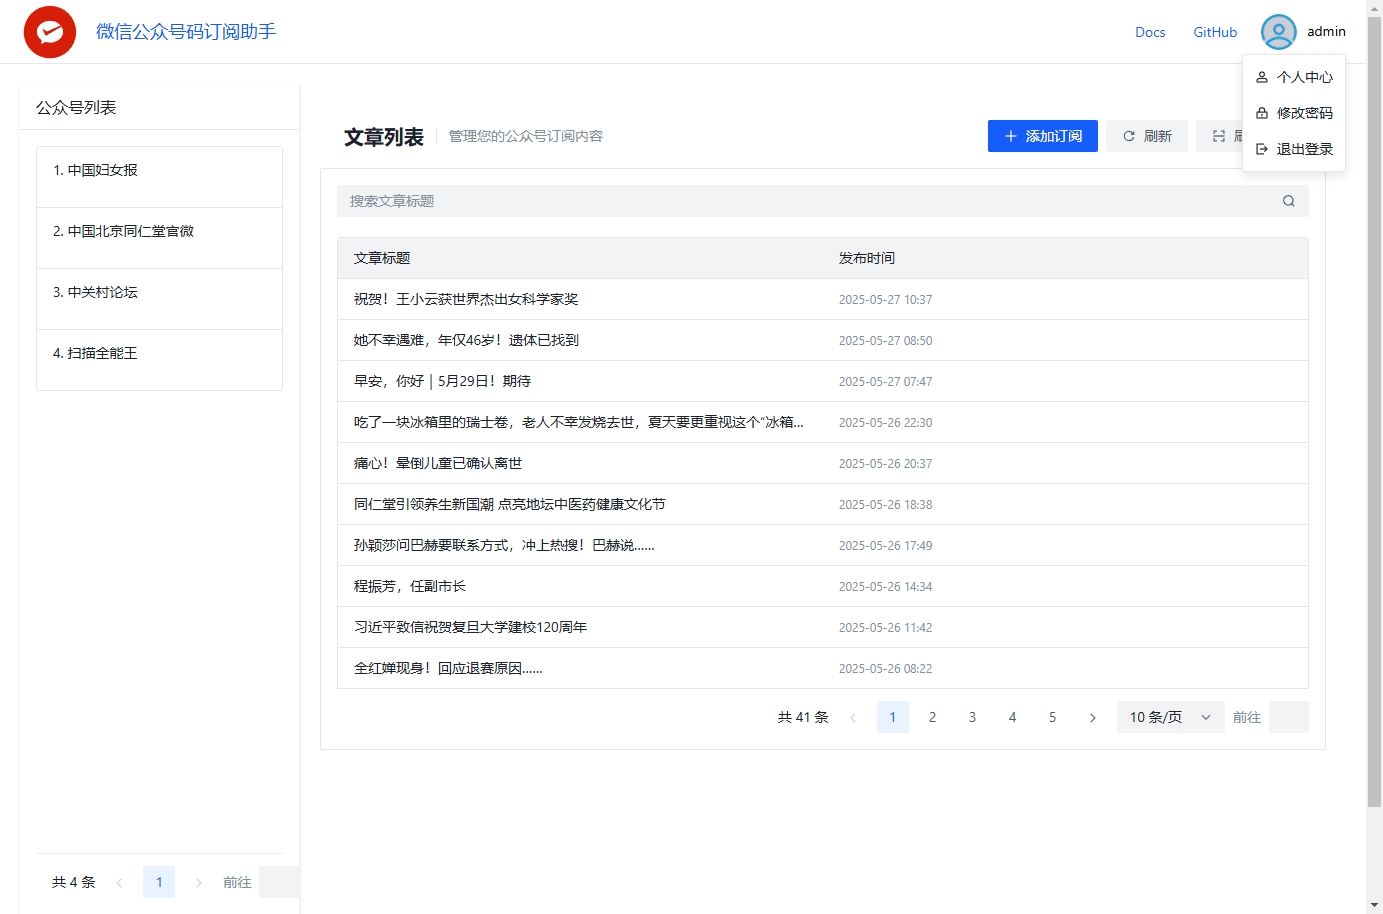 微信公众号码订阅助手
Docs
GitHub
admin
个人中心
修改密码
退出登录
公众号列表
1. 中国妇女报
2. 中国北京同仁堂官微
3. 中关村论坛
4. 扫描全能王
共 4 条
1
前往
文章列表
管理您的公众号订阅内容
添加订阅
刷新
搜索文章标题
文章标题 发布时间
祝贺！王小云获世界杰出女科学家奖 2025-05-27 10:37
她不幸遇难，年仅46岁！遗体已找到 2025-05-27 08:50
早安，你好 | 5月29日！期待 2025-05-27 07:47
吃了一块冰箱里的瑞士卷，老人不幸发烧去世，夏天要更重视这个“冰箱... 2025-05-26 22:30
痛心！晕倒儿童已确认离世 2025-05-26 20:37
同仁堂引领养生新国潮 点亮地坛中医药健康文化节 2025-05-26 18:38
孙颖莎问巴赫要联系方式，冲上热搜！巴赫说…… 2025-05-26 17:49
程振芳，任副市长 2025-05-26 14:34
习近平致信祝贺复旦大学建校120周年 2025-05-26 11:42
全红婵现身！回应退赛原因…… 2025-05-26 08:22
共 41 条
1 2 3 4 5
10 条/页
前往